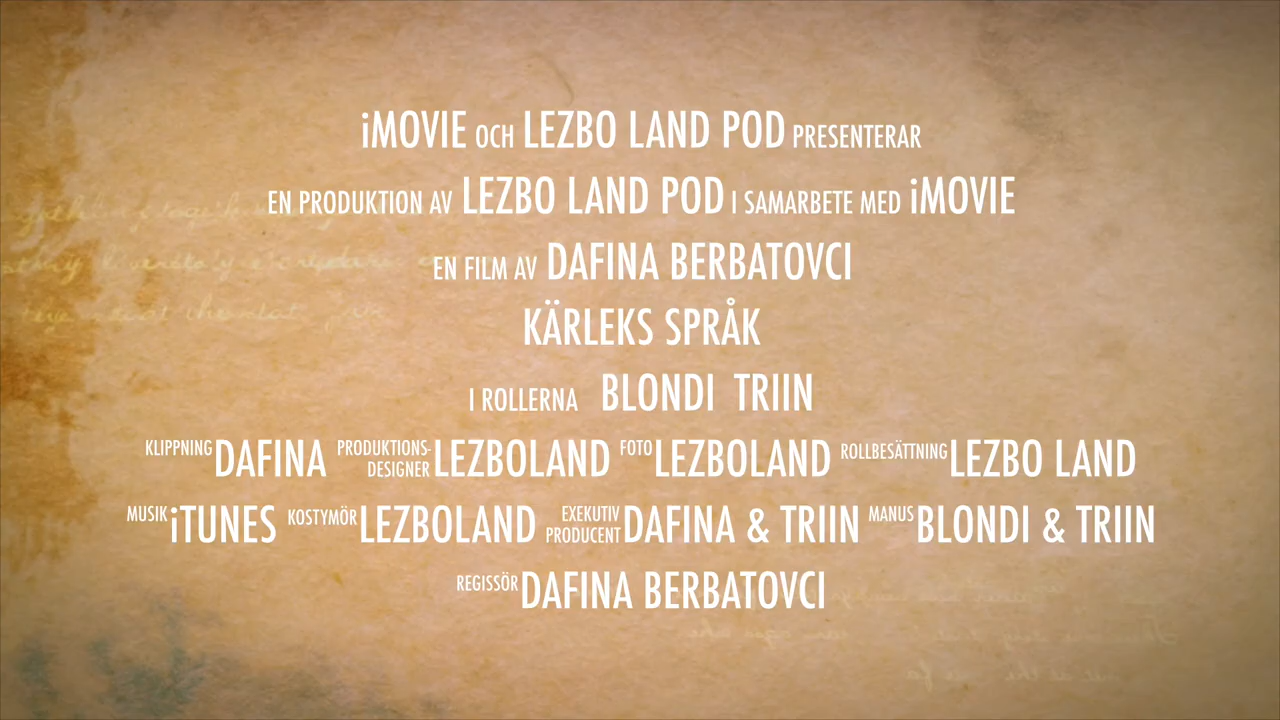 iMOVIE OCH LEZBO LAND POD PRESENTERAR
EN PRODUKTION AV LEZBO LAND POD I SAMARBETE MED iMOVIE
EN FILM AV DAFINA BERBATOVCI
KÄRLEKS SPRÅK
I ROLLERNA BLONDI TRIIN
KLIPPNING DAFINA PRODUKTIONS-DESIGNER LEZBOLAND FOTO LEZBOLAND ROLLBESÄTTNING LEZBO LAND
MUSIK iTUNES KOSTYMÖR LEZBOLAND EXEKUTIV PRODUCENT DAFINA & TRIIN MANUS BLONDI & TRIIN
REGISSÖR DAFINA BERBATOVCI